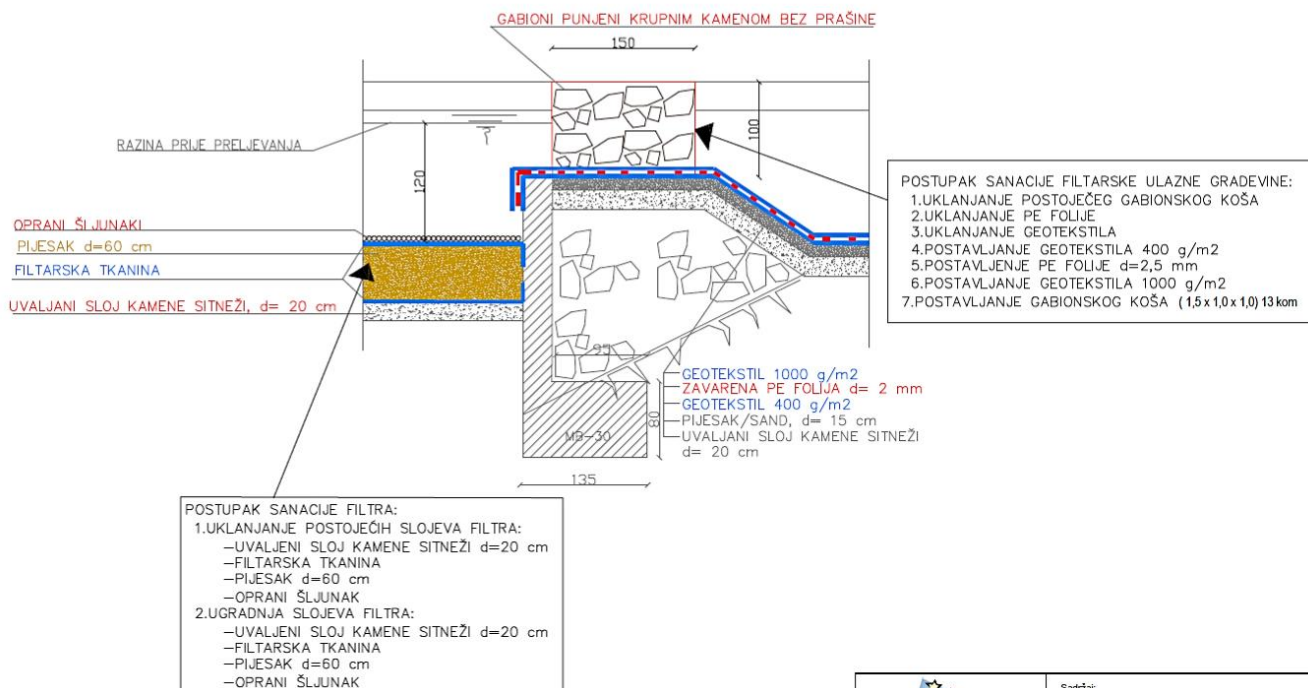 GABIONI PUNJENI KRUPNIM KAMENOM BEZ PRAŠINE
150
RAZINA PRIJE PRELJEVANJA
120
100
OPRANI ŠLJUNAKI
PIJESAK d=60 cm
FILTARSKA TKANINA
UVALJANI SLOJ KAMENE SITNEŽI, d= 20 cm
POSTUPAK SANACIJE FILTARSKE ULAZNE GRADEVINE:
1.UKLANJANJE POSTOJEČEG GABIONSKOG KOŠA
2.UKLANJANJE PE FOLIJE
3.UKLANJANJE GEOTEKSTILA
4.POSTAVLJANJE GEOTEKSTILA 400 g/m2
5.POSTAVLJENJE PE FOLIJE d=2,5 mm
6.POSTAVLJANJE GEOTEKSTILA 1000 g/m2
7.POSTAVLJANJE GABIONSKOG KOŠA (1,5 x 1,0 x 1,0) 13 kom
95
GEOTEKSTIL 1000 g/m2
ZAVARENA PE FOLIJA d= 2 mm
GEOTEKSTIL 400 g/m2
PIJESAK/SAND, d= 15 cm
UVALJANI SLOJ KAMENE SITNEŽI
d= 20 cm
80
MB-30
135
POSTUPAK SANACIJE FILTRA:
1.UKLANJANJE POSTOJEĆIH SLOJEVA FILTRA:
-UVALJENI SLOJ KAMENE SITNEŽI d=20 cm
-FILTARSKA TKANINA
-PIJESAK d=60 cm
-OPRANI ŠLJUNAK
2.UGRADNJA SLOJEVA FILTRA:
-UVALJENI SLOJ KAMENE SITNEŽI d=20 cm
-FILTARSKA TKANINA
-PIJESAK d=60 cm
-OPRANI ŠLJUNAK
Sadržaj: